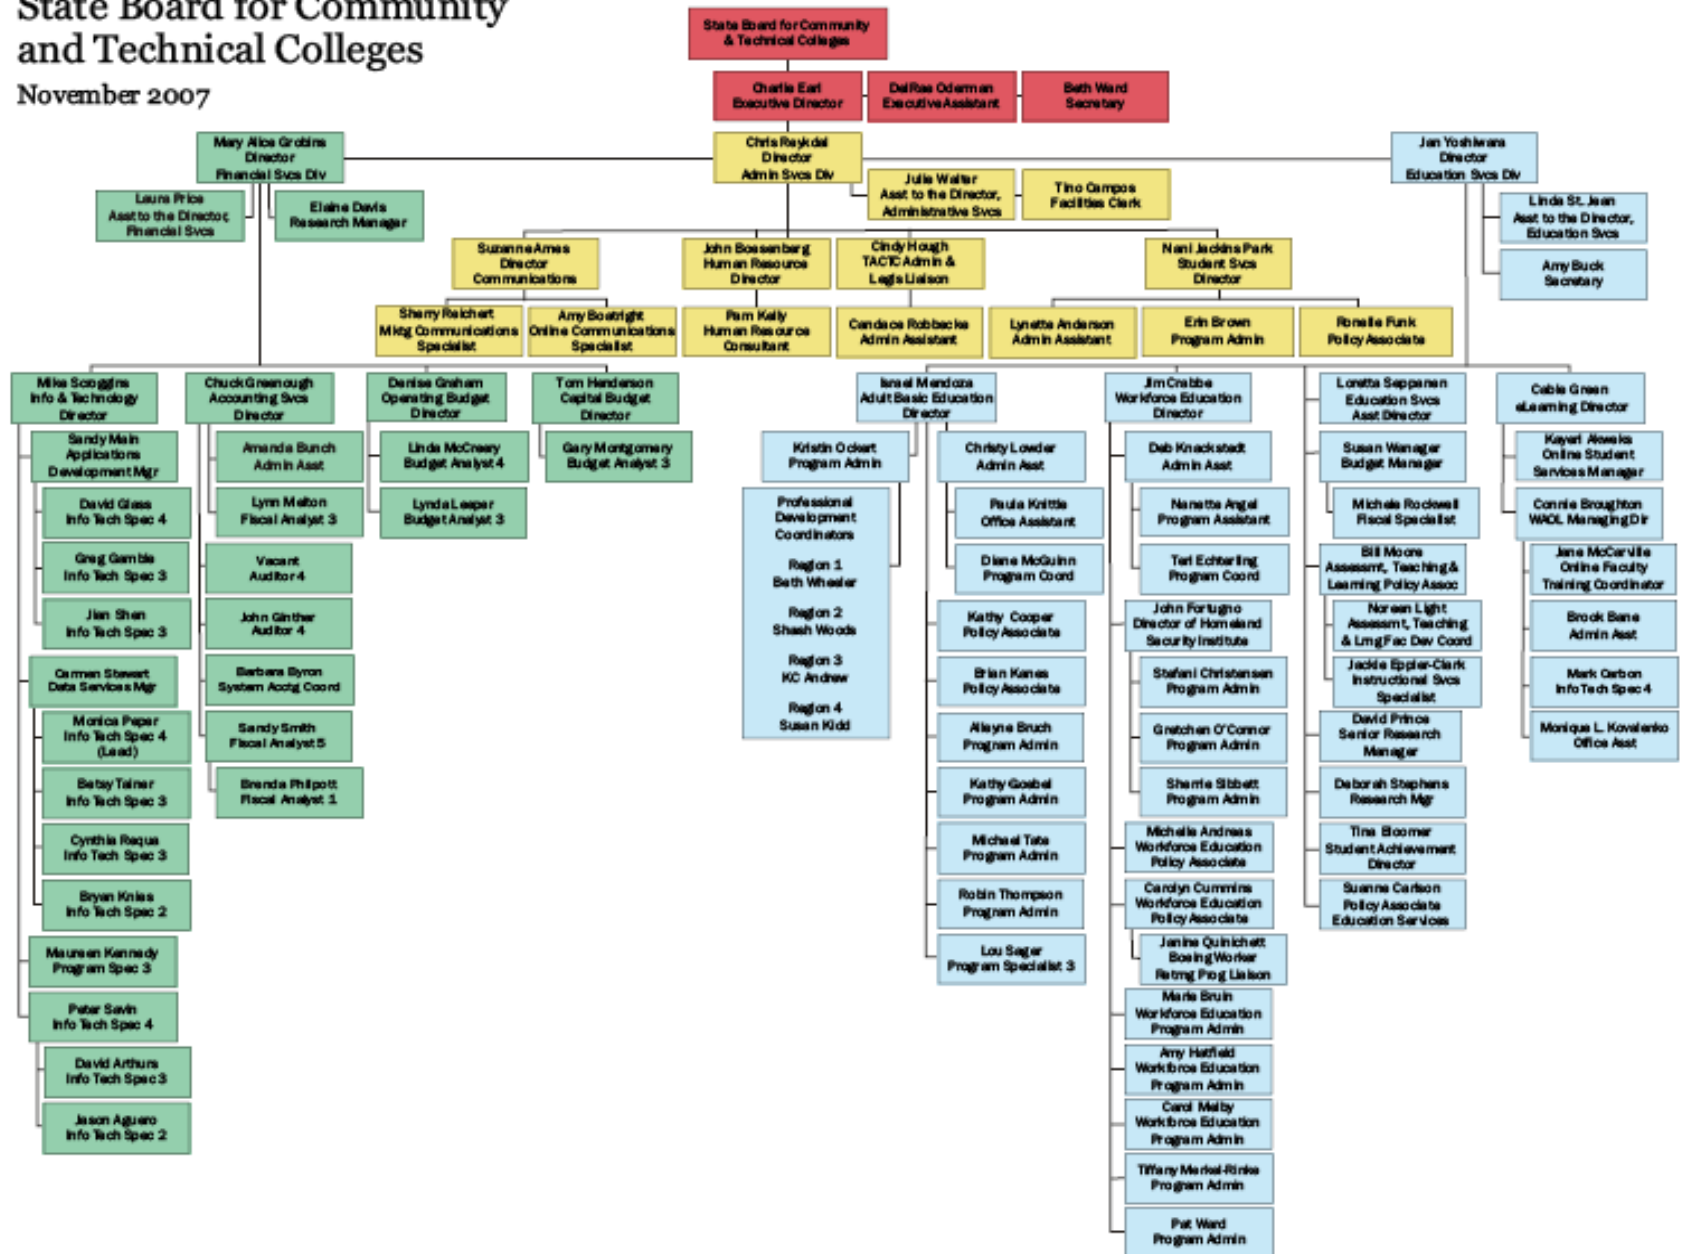 State Board for Community
and Technical Colleges
November 2007
State Board for Community
& Technical Colleges
Charlie Earl
Executive Director
DelRae Oderman
Executive Assistant
Beth Ward
Secretary
Mary Alice Grobins
Director
Financial Svcs Div
Chris Reykdal
Director
Admin Svcs Div
Jan Yoshiwara
Director
Education Svcs Div
Laura Price
Asst to the Director,
Financial Svcs
Elaine Davis
Research Manager
Julie Walter
Asst to the Director,
Administrative Svcs
Tino Campos
Facilities Clerk
Linda St. Jean
Asst to the Director,
Education Svcs
Amy Buck
Secretary
Suzanne Ames
Director
Communications
John Boesenberg
Human Resource
Director
Cindy Hough
TACTC Admin &
Legis Liaison
Nani Jackins Park
Student Svcs
Director
Sherry Reichert
Mktg Communications
Specialist
Amy Boatright
Online Communications
Specialist
Pam Kelly
Human Resource
Consultant
Candace Robbecke
Admin Assistant
Lynette Anderson
Admin Assistant
Erin Brown
Program Admin
Ronelle Funk
Policy Associate
Mike Scroggins
Info & Technology
Director
Sandy Main
Applications
Development Mgr
David Glass
Info Tech Spec 4
Greg Gamble
Info Tech Spec 3
Jian Shen
Info Tech Spec 3
Carmen Stewart
Data Services Mgr
Monica Peper
Info Tech Spec 4
(Lead)
Betsy Talner
Info Tech Spec 3
Cynthia Requa
Info Tech Spec 3
Bryan Knies
Info Tech Spec 2
Maureen Kennedy
Program Spec 3
Peter Savin
Info Tech Spec 4
David Arthurs
Info Tech Spec 3
Jason Aguero
Info Tech Spec 2
Chuck Greenough
Accounting Svcs
Director
Amanda Bunch
Admin Asst
Lynn Melton
Fiscal Analyst 3
Vacant
Auditor 4
John Ginther
Auditor 4
Barbara Byron
System Acctg Coord
Sandy Smith
Fiscal Analyst 5
Brenda Philpott
Fiscal Analyst 1
Denise Graham
Operating Budget
Director
Linda McCreery
Budget Analyst 4
Lynda Leeper
Budget Analyst 3
Tom Henderson
Capital Budget
Director
Gary Montgomery
Budget Analyst 3
Israel Mendoza
Adult Basic Education
Director
Kristin Ockert
Program Admin
Professional
Development
Coordinators
Region 1
Beth Wheeler
Region 2
Shash Woods
Region 3
KC Andrew
Region 4
Susan Kidd
Christy Lowder
Admin Asst
Paula Knittle
Office Assistant
Diane McGuinn
Program Coord
Kathy Cooper
Policy Associate
Brian Kanes
Policy Associate
Alleyne Bruch
Program Admin
Kathy Goebel
Program Admin
Michael Tate
Program Admin
Robin Thompson
Program Admin
Lou Sager
Program Specialist 3
Jim Crabbe
Workforce Education
Director
Deb Knackstedt
Admin Asst
Nanette Angel
Program Assistant
Teri Echterling
Program Coord
John Fortugno
Director of Homeland
Security Institute
Stefani Christensen
Program Admin
Gretchen O'Connor
Program Admin
Sherrie Sibbett
Program Admin
Michelle Andreas
Workforce Education
Policy Associate
Carolyn Cummins
Workforce Education
Policy Associate
Janine Quinichett
Boeing Worker
Retrng Prog Liaison
Marie Bruin
Workforce Education
Program Admin
Amy Hatfield
Workforce Education
Program Admin
Carol Melby
Workforce Education
Program Admin
Tiffany Merkel-Rinke
Program Admin
Pat Ward
Program Admin
Loretta Seppanen
Education Svcs
Asst Director
Susan Wanager
Budget Manager
Michele Rockwell
Fiscal Specialist
Bill Moore
Assessmt, Teaching &
Learning Policy Assoc
Noreen Light
Assessmt, Teaching
& Lrng Fac Dev Coord
Jackie Eppler-Clark
Instructional Svcs
Specialist
David Prince
Senior Research
Manager
Deborah Stephens
Research Mgr
Tina Bloomer
Student Achievement
Director
Suanne Carlson
Policy Associate
Education Services
Cable Green
eLearning Director
Kayeri Akweks
Online Student
Services Manager
Connie Broughton
WAOL Managing Dir
Jane McCarville
Online Faculty
Training Coordinator
Brook Bane
Admin Asst
Mark Carbon
Info Tech Spec 4
Monique L. Kovalenko
Office Asst